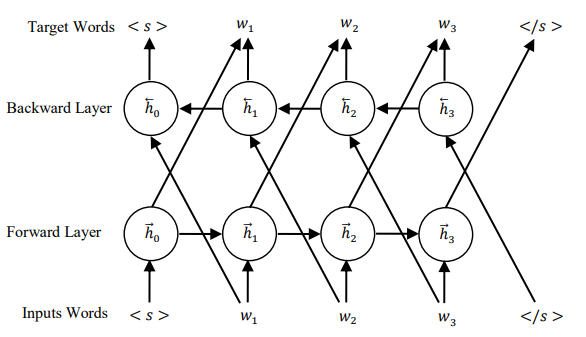 Target Words < s > w₁ w₂ w₃ </s >
Backward Layer h⃖₀ h⃖₁ h⃖₂ h⃖₃
Forward Layer h⃗₀ h⃗₁ h⃗₂ h⃗₃
Inputs Words < s > w₁ w₂ w₃ </s >